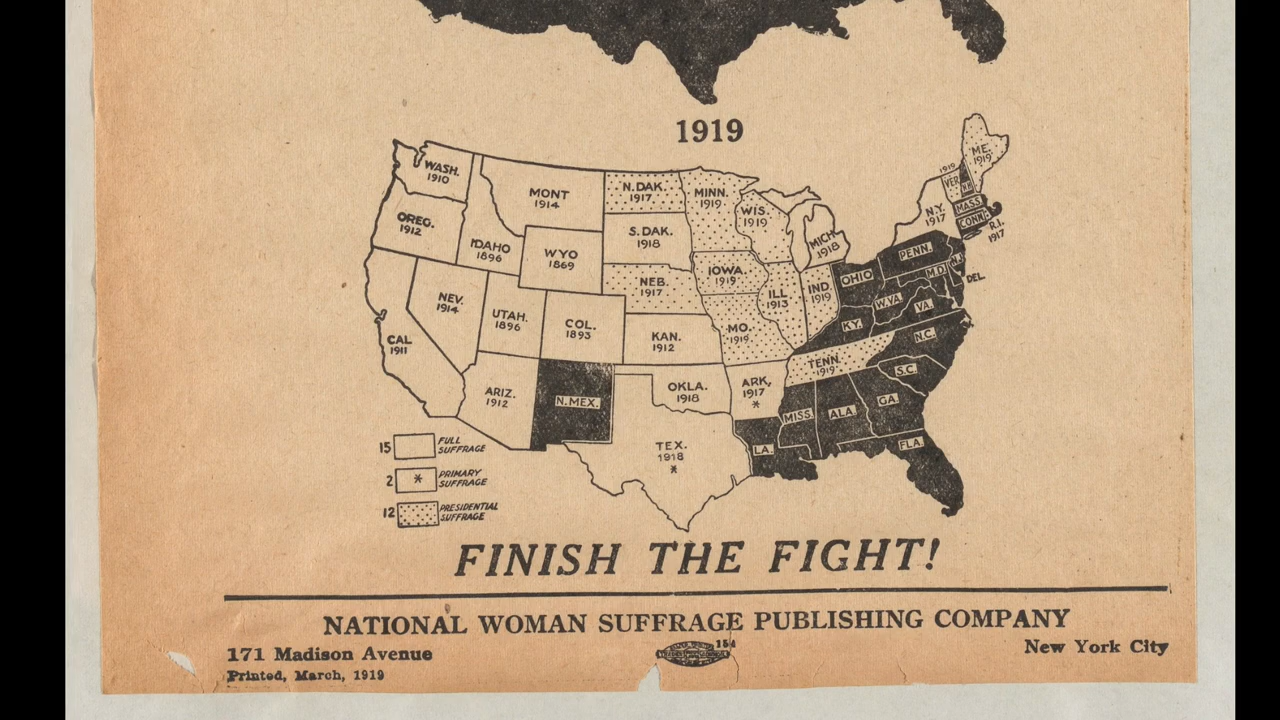 1919
WASH.
1910
MONT
1914
N.DAK.
1917
MINN.
1919.
WIS.
1919
MICH.
1918
N.Y.
1917
1919
VER.
N.H.
ME.
1919
MASS.
CONN.
R.I.
1917
OREG.
1912
IDAHO
1896
WYO
1869
S.DAK.
1918
NEB.
1917
IOWA.
1919
ILL
1913
IND.
1919
OHIO
PENN.
N.J.
M.D.
DEL
W.VA.
VA.
KY.
N.C.
S.C.
CAL
1911
NEV.
1914
UTAH.
1896
COL.
1893
KAN.
1912
MO.
1919.
TENN.
1919.
ARIZ.
1912
N.MEX.
OKLA.
1918
ARK,
1917
*
TEX.
1918
*
LA.
MISS.
ALA.
GA.
FLA.
15 FULL
SUFFRAGE
2 * PRIMARY
SUFFRAGE
12 PRESIDENTIAL
SUFFRAGE
FINISH THE FIGHT!
NATIONAL WOMAN SUFFRAGE PUBLISHING COMPANY
171 Madison Avenue
154
New York City
Printed, March, 1919